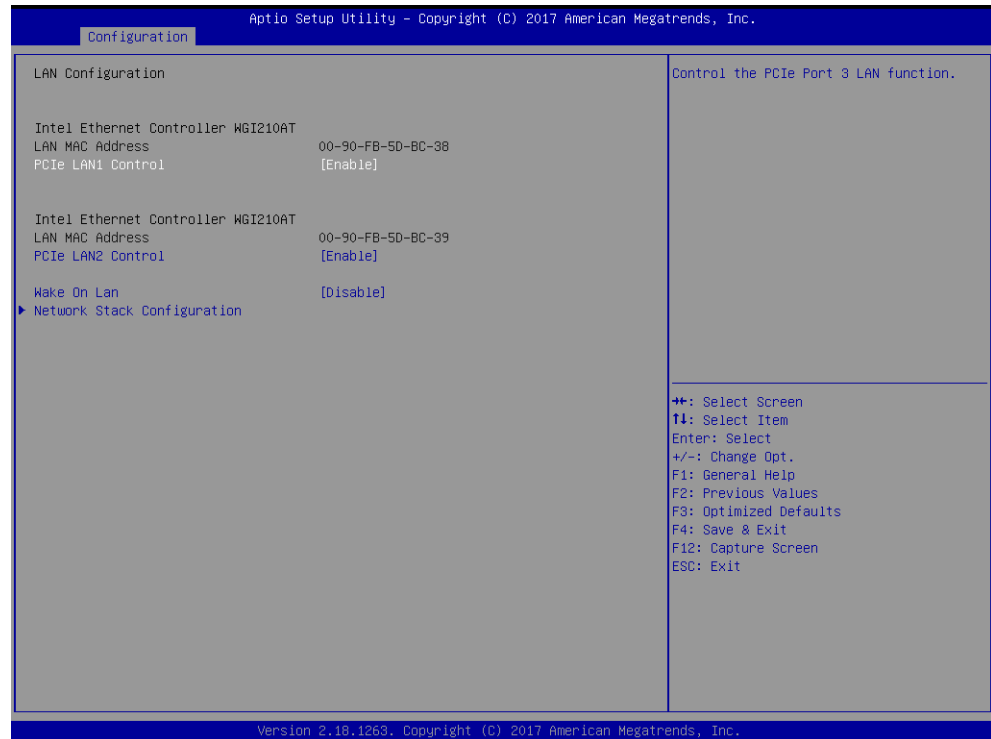 Aptio Setup Utility – Copyright (C) 2017 American Megatrends, Inc.
Configuration
LAN Configuration
Intel Ethernet Controller WGI210AT
LAN MAC Address 00-90-FB-5D-BC-38
PCIe LAN1 Control [Enable]
Intel Ethernet Controller WGI210AT
LAN MAC Address 00-90-FB-5D-BC-39
PCIe LAN2 Control [Enable]
Wake On Lan [Disable]
Network Stack Configuration
Control the PCIe Port 3 LAN function.
→←: Select Screen
↑↓: Select Item
Enter: Select
+/-: Change Opt.
F1: General Help
F2: Previous Values
F3: Optimized Defaults
F4: Save & Exit
F12: Capture Screen
ESC: Exit
Version 2.18.1263. Copyright (C) 2017 American Megatrends, Inc.